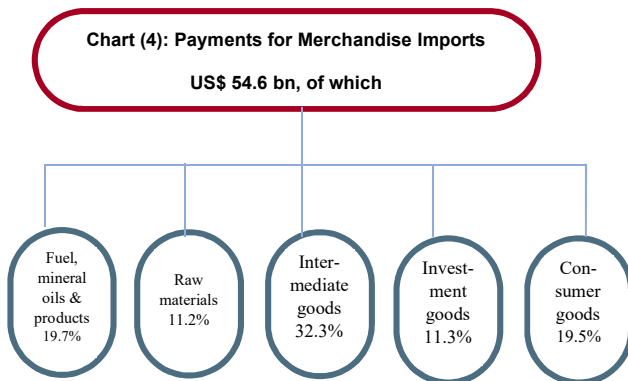 Chart (4): Payments for Merchandise Imports
US$ 54.6 bn, of which
Fuel,
mineral
oils &
products
19.7%
Raw
materials
11.2%
Inter-
mediate
goods
32.3%
Invest-
ment
goods
11.3%
Con-
sumer
goods
19.5%